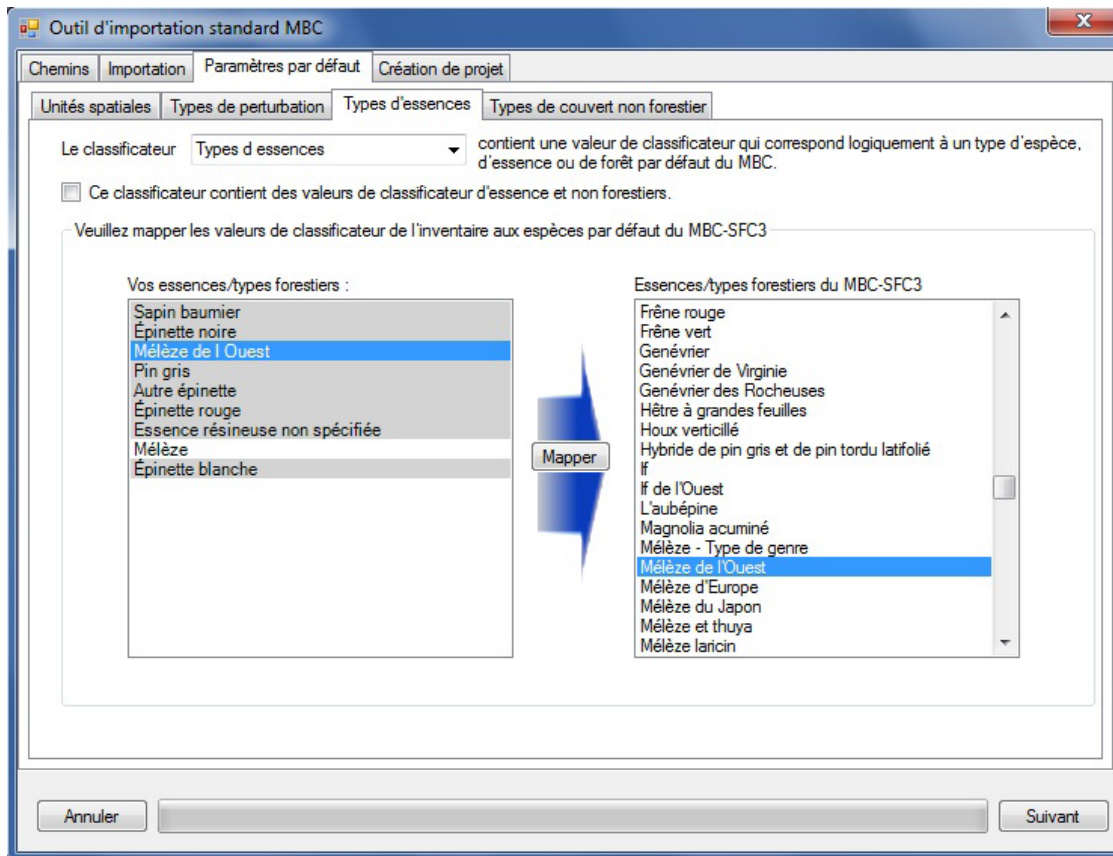 Outil d'importation standard MBC
Chemins Importation Paramètres par défaut Création de projet
Unités spatiales Types de perturbation Types d'essences Types de couvert non forestier
Le classificateur Types d essences contient une valeur de classificateur qui correspond logiquement à un type d'espèce,
d'essence ou de forêt par défaut du MBC.
Ce classificateur contient des valeurs de classificateur d'essence et non forestiers.
Veuillez mapper les valeurs de classificateur de l'inventaire aux espèces par défaut du MBC-SFC3
Vos essences/types forestiers :
Sapin baumier
Épinette noire
Mélèze de l Ouest
Pin gris
Autre épinette
Épinette rouge
Essence résineuse non spécifiée
Mélèze
Épinette blanche
Mapper
Essences/types forestiers du MBC-SFC3
Frêne rouge
Frêne vert
Genévrier
Genévrier de Virginie
Genévrier des Rocheuses
Hêtre à grandes feuilles
Houx verticillé
Hybride de pin gris et de pin tordu latifolié
If
If de l'Ouest
L'aubépine
Magnolia acuminé
Mélèze - Type de genre
Mélèze de l'Ouest
Mélèze d'Europe
Mélèze du Japon
Mélèze et thuya
Mélèze laricin
Annuler
Suivant